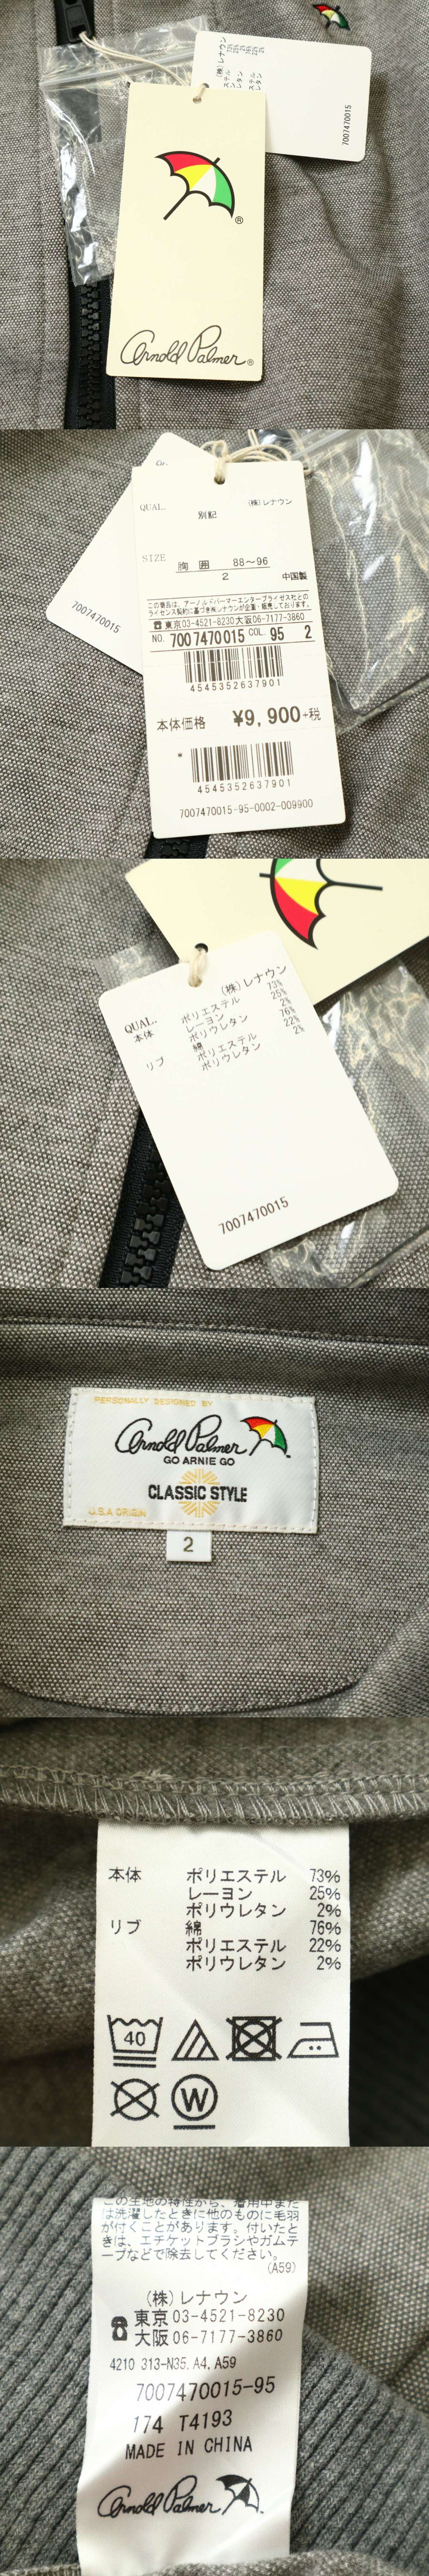 (株)レナウン
7007470015
®
Arnold Palmer®
QUAL.
(株)レナウン
別記
SIZE
胸 囲 88～96
2
中国製
この商品は、アーノルドパーマーエンタープライゼス社との
ライセンス契約に基づき㈱レナウンが企画・販売しております。
☎東京03-4521-8230大阪06-7177-3860
NO. 7007470015 COL. 95 2
4545352637901
本体価格 ¥9,900+税
*
4545352637901
7007470015-95-0002-009900
7007470015
(株)レナウン
QUAL.
本体 ポリエステル 73%
レーヨン 25%
ポリウレタン 2%
リブ 綿 76%
ポリエステル 22%
ポリウレタン 2%
7007470015
PERSONALLY DESIGNED BY
Arnold Palmer
GO ARNIE GO
CLASSIC STYLE
U.S.A ORIGIN
2
本体 ポリエステル 73%
レーヨン 25%
ポリウレタン 2%
リブ 綿 76%
ポリエステル 22%
ポリウレタン 2%
40
W
この生地の特性から、着用中また
は洗濯したときに他のものに毛羽
が付くことがあります。付いたと
きは、エチケットブラシやガムテ
ープなどで除去してください。
(A59)
(株)レナウン
☎東京 03-4521-8230
大阪 06-7177-3860
4210 313-N35, A4, A59
7007470015-95
174 T4193
MADE IN CHINA
Arnold Palmer